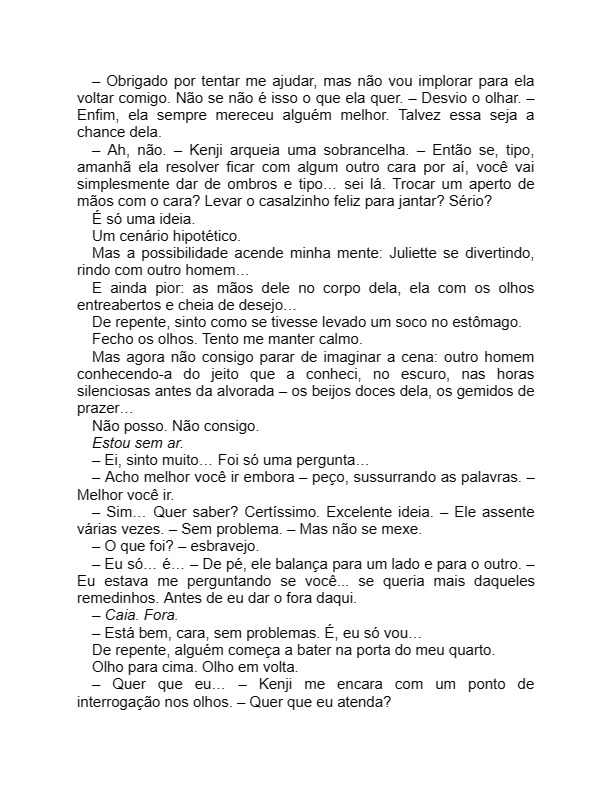 – Obrigado por tentar me ajudar, mas não vou implorar para ela
voltar comigo. Não se não é isso o que ela quer. – Desvio o olhar. –
Enfim, ela sempre mereceu alguém melhor. Talvez essa seja a
chance dela.
– Ah, não. – Kenji arqueia uma sobrancelha. – Então se, tipo,
amanhã ela resolver ficar com algum outro cara por aí, você vai
simplesmente dar de ombros e tipo… sei lá. Trocar um aperto de
mãos com o cara? Levar o casalzinho feliz para jantar? Sério?
É só uma ideia.
Um cenário hipotético.
Mas a possibilidade acende minha mente: Juliette se divertindo,
rindo com outro homem…
E ainda pior: as mãos dele no corpo dela, ela com os olhos
entreabertos e cheia de desejo…
De repente, sinto como se tivesse levado um soco no estômago.
Fecho os olhos. Tento me manter calmo.
Mas agora não consigo parar de imaginar a cena: outro homem
conhecendo-a do jeito que a conheci, no escuro, nas horas
silenciosas antes da alvorada – os beijos doces dela, os gemidos de
prazer…
Não posso. Não consigo.
Estou sem ar.
– Ei, sinto muito… Foi só uma pergunta…
– Acho melhor você ir embora – peço, sussurrando as palavras. –
Melhor você ir.
– Sim… Quer saber? Certíssimo. Excelente ideia. – Ele assente
várias vezes. – Sem problema. – Mas não se mexe.
– O que foi? – esbravejo.
– Eu só… é… – De pé, ele balança para um lado e para o outro. –
Eu estava me perguntando se você... se queria mais daqueles
remedinhos. Antes de eu dar o fora daqui.
– Caia. Fora.
– Está bem, cara, sem problemas. É, eu só vou…
De repente, alguém começa a bater na porta do meu quarto.
Olho para cima. Olho em volta.
– Quer que eu… – Kenji me encara com um ponto de
interrogação nos olhos. – Quer que eu atenda?